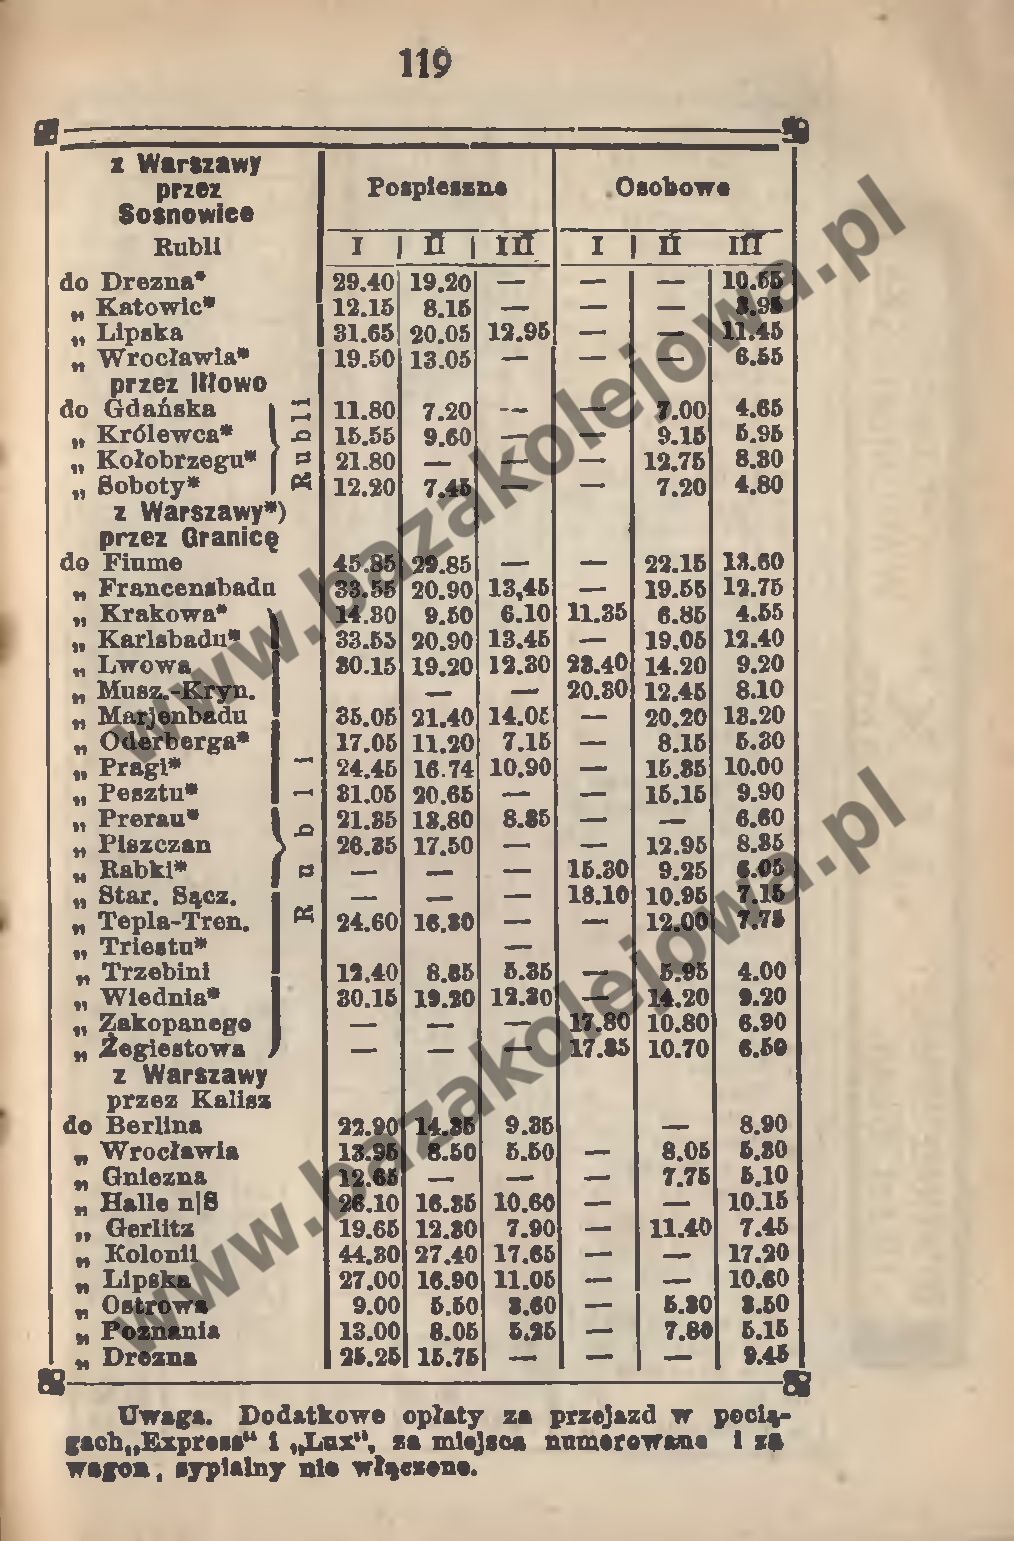 119
z Warszawy
przez
Sosnowice
Rubli
Pospieszne Osobowe
I II III I II III
do Drezna* 29.40 19.20 — — — 10.55
„ Katowic* 12.15 8.15 — — — 3.95
„ Lipska 31.65 20.05 12.95 — — 11.45
„ Wrocławia* 19.50 13.05 — — — 6.55
przez Iłłowo
do Gdańska 11.80 7.20 — — 7.00 4.65
„ Królewca* 15.55 9.60 — — 9.15 5.95
„ Kołobrzegu* 21.80 — — — 12.75 8.30
„ Soboty* 12.20 7.45 — — 7.20 4.80
Rubli
z Warszawy*)
przez Granicę
do Fiume 45.85 29.85 — — 22.15 13.60
„ Francensbadu 33.55 20.90 13,45 — 19.55 12.75
„ Krakowa* 14.30 9.50 6.10 11.35 6.85 4.55
„ Karlsbadu* 33.55 20.90 13.45 — 19.05 12.40
„ Lwowa 30.15 19.20 12.30 23.40 14.20 9.20
„ Musz.-Kryn. — — 20.30 12.45 8.10
„ Marjenbadu 35.05 21.40 14.05 — 20.20 13.20
„ Oderberga* 17.05 11.20 7.15 — 8.15 5.30
„ Pragi* 24.45 16.74 10.90 — 15.35 10.00
„ Pesztu* 31.05 20.65 — — 15.15 9.90
„ Prerau* 21.35 13.80 8.85 — — 6.60
„ Piszczan 26.35 17.50 — — 12.95 8.35
„ Rabki* — — — 15.30 9.25 6.05
„ Star. Sącz. — — — 18.10 10.95 7.15
„ Tepla-Tren. 24.60 16.30 — — 12.00 7.75
„ Triestu* —
„ Trzebini 12.40 8.35 5.35 — 5.95 4.00
„ Wiednia* 30.15 19.20 12.30 — 14.20 9.20
„ Zakopanego — — — 17.80 10.80 6.90
„ Żegiestowa — — — 17.35 10.70 6.50
Rubli
z Warszawy
przez Kalisz
do Berlina 22.90 14.35 9.35 — 8.90
„ Wrocławia 13.95 8.50 5.50 — 8.05 5.30
„ Gniezna 12.65 — — — 7.75 5.10
„ Halle n|S 26.10 16.35 10.60 — — 10.15
„ Gerlitz 19.65 12.30 7.90 — 11.40 7.45
„ Kolonii 44.30 27.40 17.65 — — 17.20
„ Lipska 27.00 16.90 11.05 — — 10.60
„ Ostrowa 9.00 5.50 3.60 — 5.30 3.50
„ Poznania 13.00 8.05 5.25 — 7.80 5.15
„ Drezna 25.25 15.75 — — — 9.45
Uwaga. Dodatkowe opłaty za przejazd w pocią-
gach„Express“ i „Lux“, za miejsca numerowane i za
wagon, sypialny nie włączone.
www.bazakolejowa.pl
www.bazakolejowa.pl